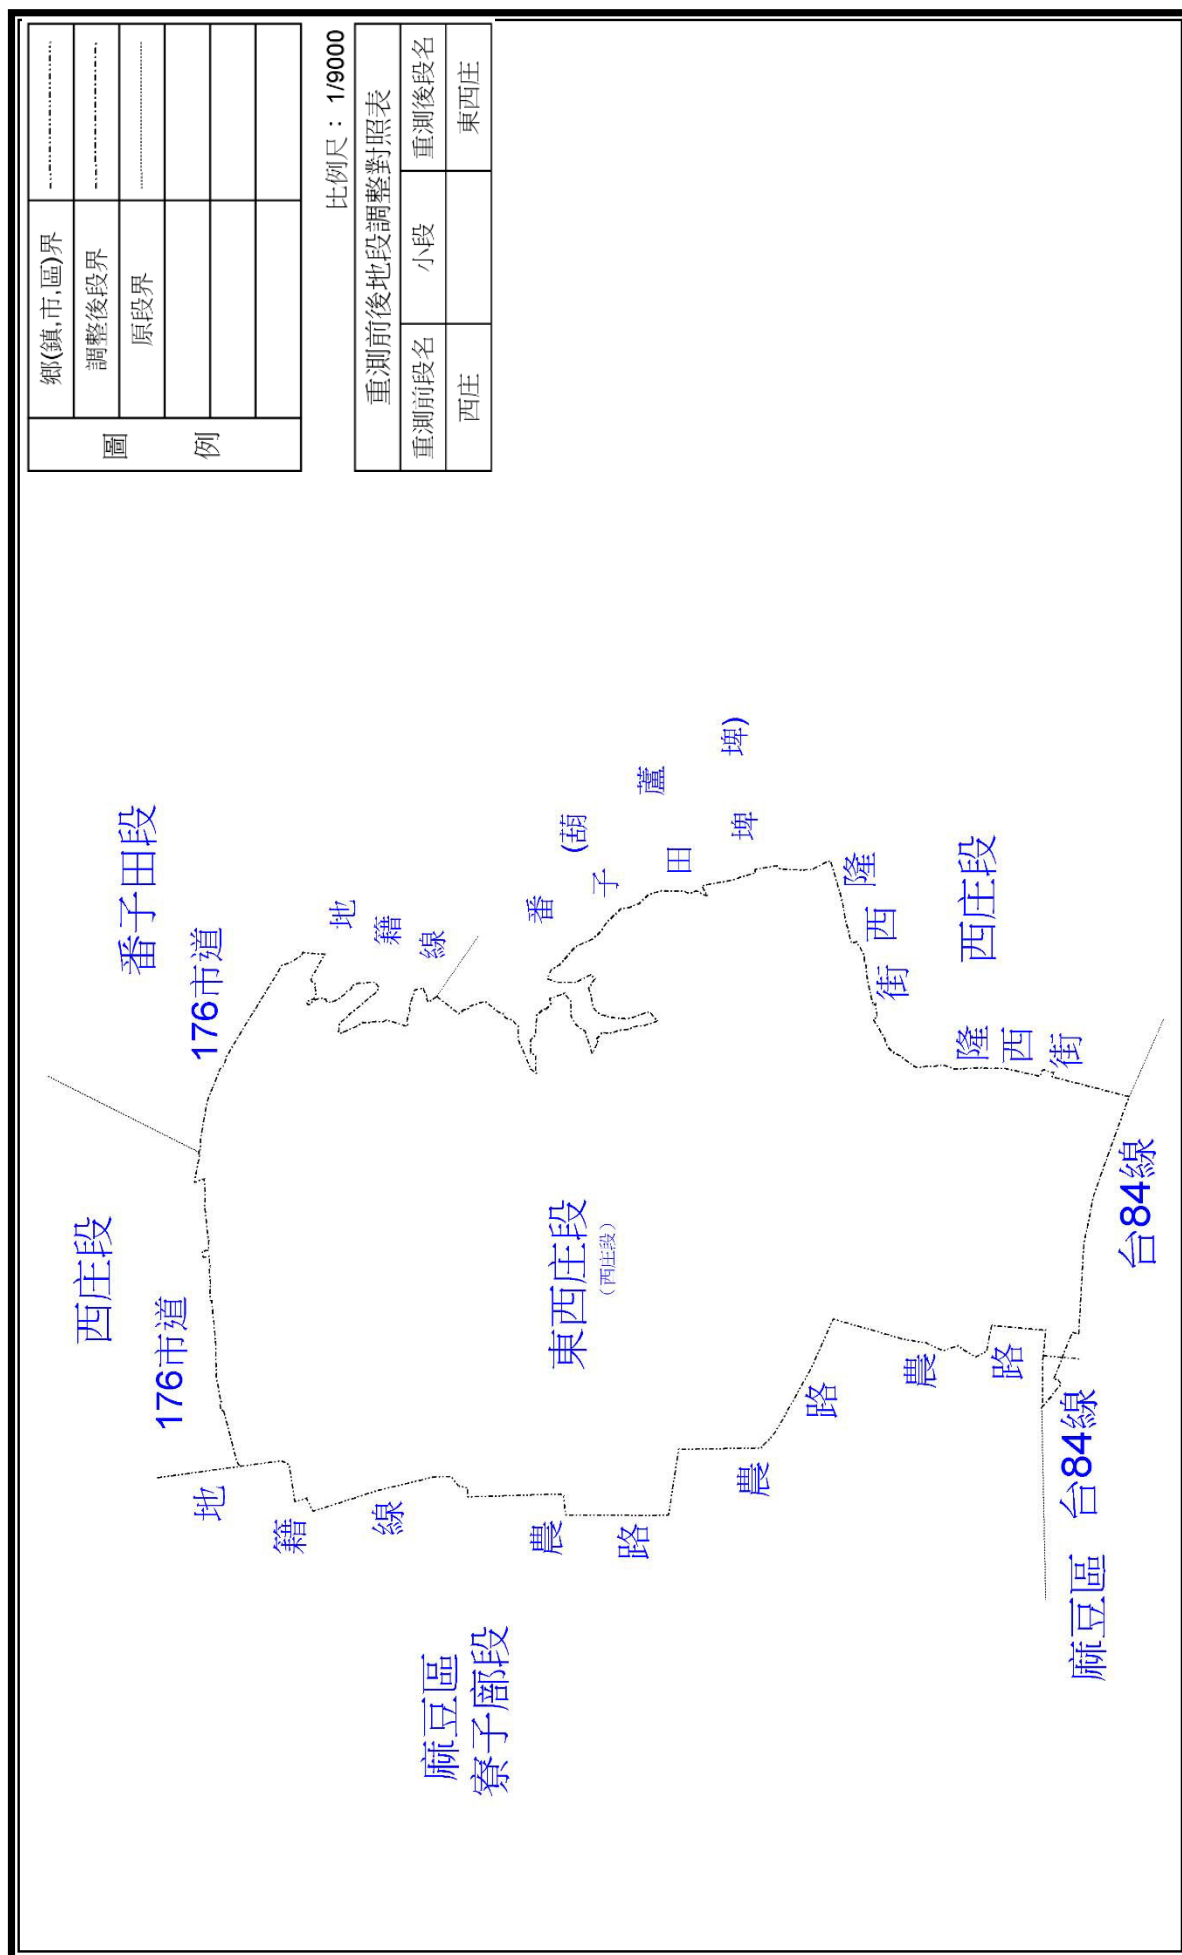 圖例
鄉(鎮,市,區)界
調整後段界
原段界
比例尺：1/9000
重測前後地段調整對照表
重測前段名 小段 重測後段名
西庄 東西庄
番子田段
176市道
西庄段
176市道
地籍線
地籍線
番子田埤
(葫蘆埤)
東西庄段
(西庄段)
農路
農路
農路
麻豆區
寮子廍段
隆西街
隆西街
西庄段
台84線
台84線
麻豆區